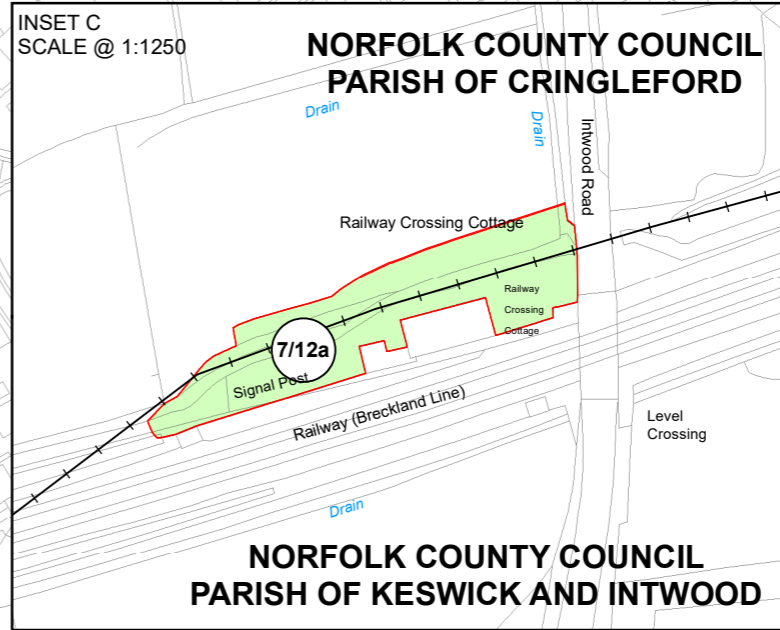 INSET C
SCALE @ 1:1250
NORFOLK COUNTY COUNCIL
PARISH OF CRINGLEFORD
Drain
Drain
Intwood Road
Railway Crossing Cottage
Railway
Crossing
Cottage
7/12a
Signal Post
Railway (Breckland Line)
Level
Crossing
Drain
NORFOLK COUNTY COUNCIL
PARISH OF KESWICK AND INTWOOD